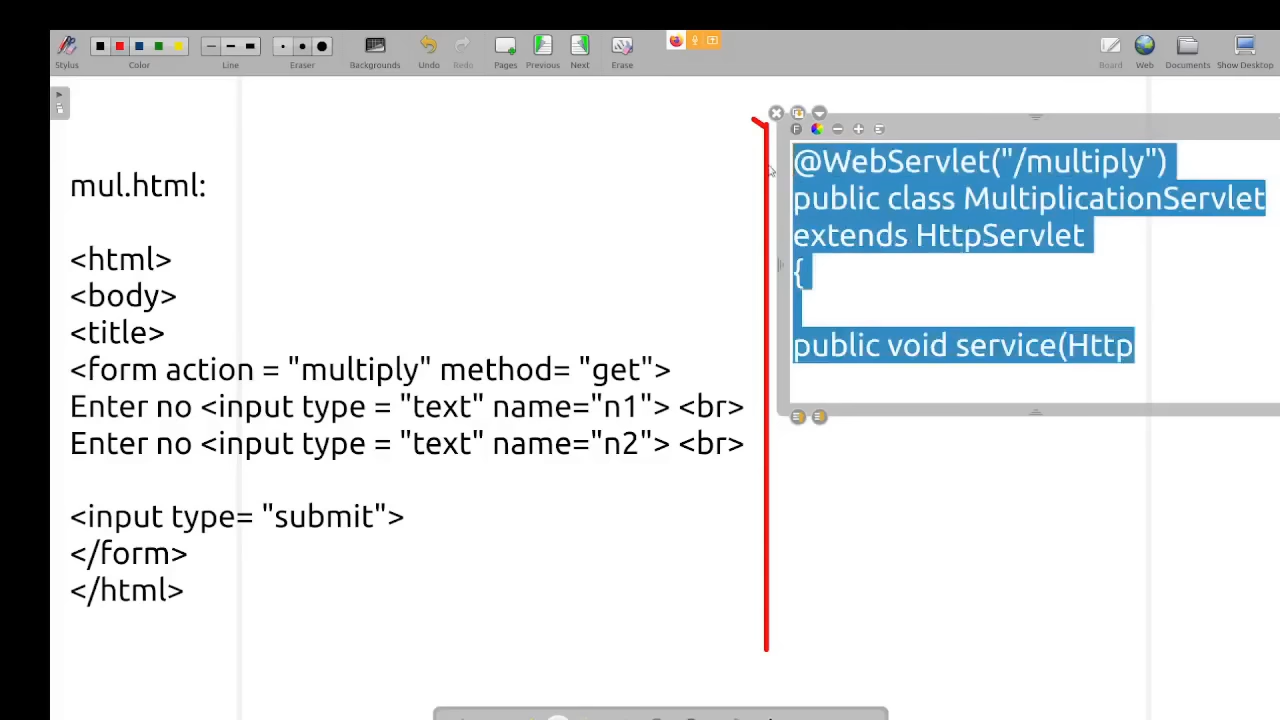 Stylus
Color
Line
Eraser
Backgrounds
Undo
Redo
Pages
Previous
Next
Erase
Board
Web
Documents
Show Desktop
mul.html:
<html>
<body>
<title>
<form action = "multiply" method= "get">
Enter no <input type = "text" name="n1"> <br>
Enter no <input type = "text" name="n2"> <br>
<input type= "submit">
</form>
</html>
@WebServlet("/multiply")
public class MultiplicationServlet
extends HttpServlet
{
public void service(Http